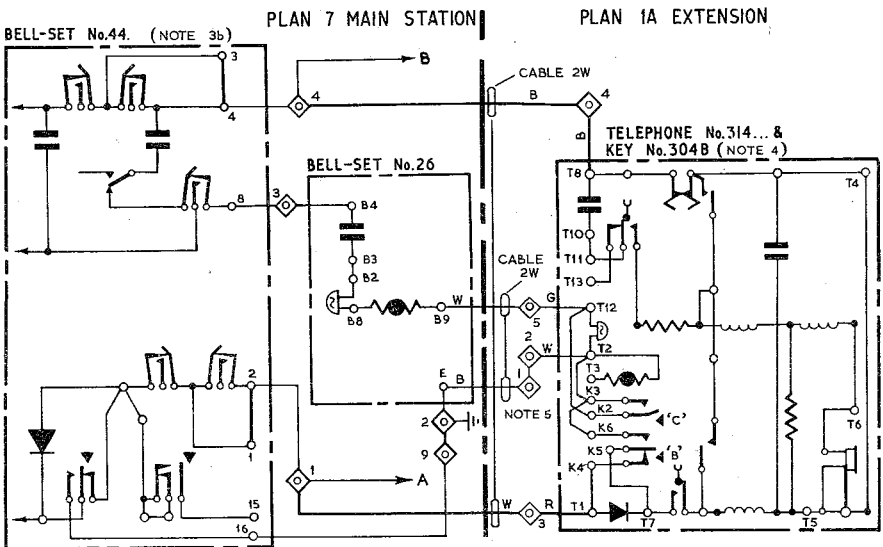 PLAN 7 MAIN STATION
PLAN 1A EXTENSION
BELL-SET No.44. (NOTE 3b)
3
4
4
B
CABLE 2W
B
4
B
TELEPHONE No.314... &
KEY No.304B (NOTE 4)
BELL-SET No.26
8
3
B4
B3
B2
B8
B9
W
CABLE
2W
5
G
T8
T4
T10
T11
T13
T12
2
W
T2
T3
E
B
1
NOTE 5
K3
K2
'C'
K6
K5
'B'
K4
T6
2
1
2
9
1
A
15
16
W
3
R
T1
T7
T5